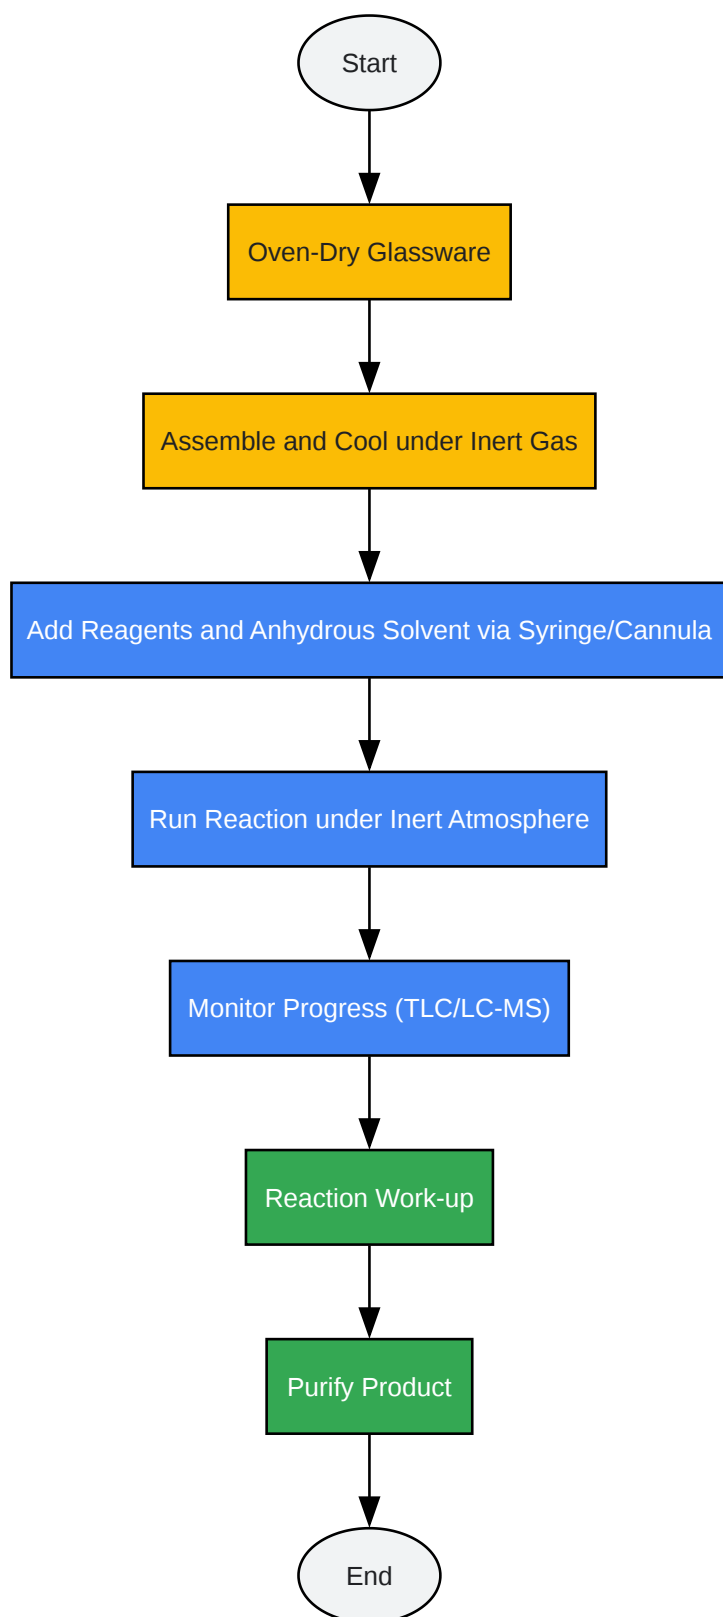 Start
Oven-Dry Glassware
Assemble and Cool under Inert Gas
Add Reagents and Anhydrous Solvent via Syringe/Cannula
Run Reaction under Inert Atmosphere
Monitor Progress (TLC/LC-MS)
Reaction Work-up
Purify Product
End